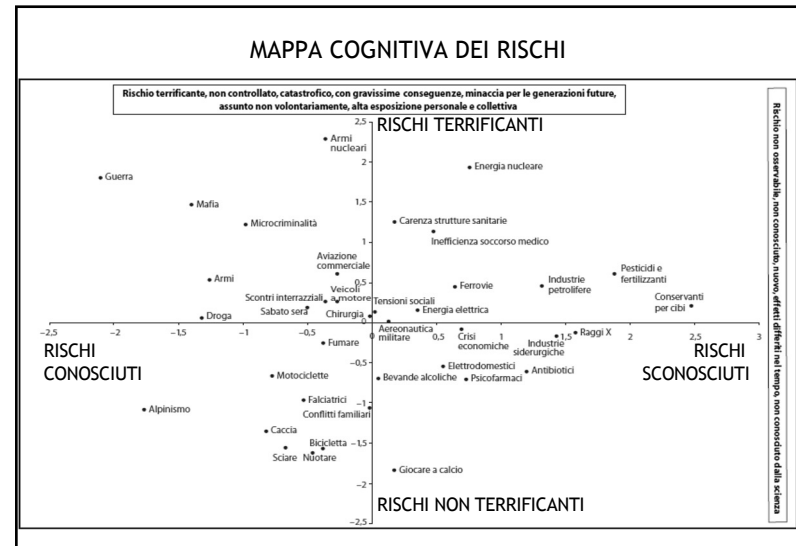 MAPPA COGNITIVA DEI RISCHI
Rischio terrificante, non controllato, catastrofico, con gravissime conseguenze, minaccia per le generazioni future,
assunto non volontariamente, alta esposizione personale e collettiva
RISCHI TERRIFICANTI
2,5
Armi
nucleari
2
Energia nucleare
Guerra
Mafia
1,5
Microcriminalità
Carenza strutture sanitarie
Inefficienza soccorso medico
1
Aviazione
commerciale
Pesticidi e
fertilizzanti
Armi
0,5
Ferrovie
Industrie
petrolifere
Veicoli
a motore
Scontri interrazziali
Tensioni sociali
Conservanti
per cibi
Sabato sera
Chirurgia
Energia elettrica
Droga
Aereonautica
militare
−2,5
−2
−1,5
−1
−0,5
0
0
0,5
1
1,5
2
2,5
3
Raggi X
RISCHI
CONOSCIUTI
Fumare
Crisi
economiche
Industrie
siderurgiche
RISCHI
SCONOSCIUTI
−0,5
Elettrodomestici
Antibiotici
Motociclette
Bevande alcoliche
Psicofarmaci
Falciatrici
−1
Conflitti familiari
Alpinismo
Caccia
−1,5
Bicicletta
Sciare
Nuotare
Giocare a calcio
−2
RISCHI NON TERRIFICANTI
−2,5
Rischio non osservabile, non conosciuto, nuovo, effetti differiti nel tempo, non conosciuto dalla scienza